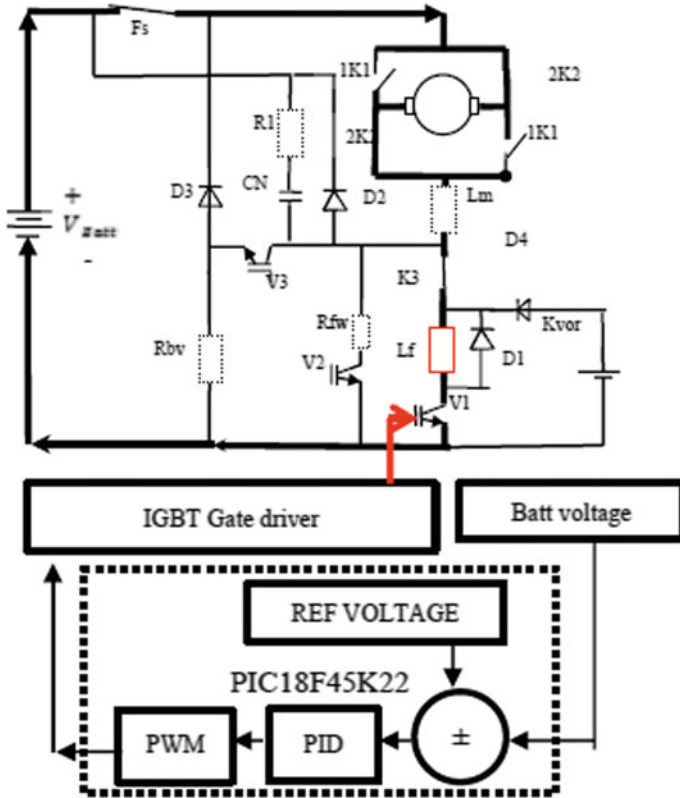 Fs
1K1
2K2
R1
2K2
1K1
D3
CN
D2
Lm
+
V Batt
-
D4
V3
K3
Rfw
Kvor
Rbv
Lf
V2
D1
V1
IGBT Gate driver
Batt voltage
REF VOLTAGE
PIC18F45K22
PWM
PID
±